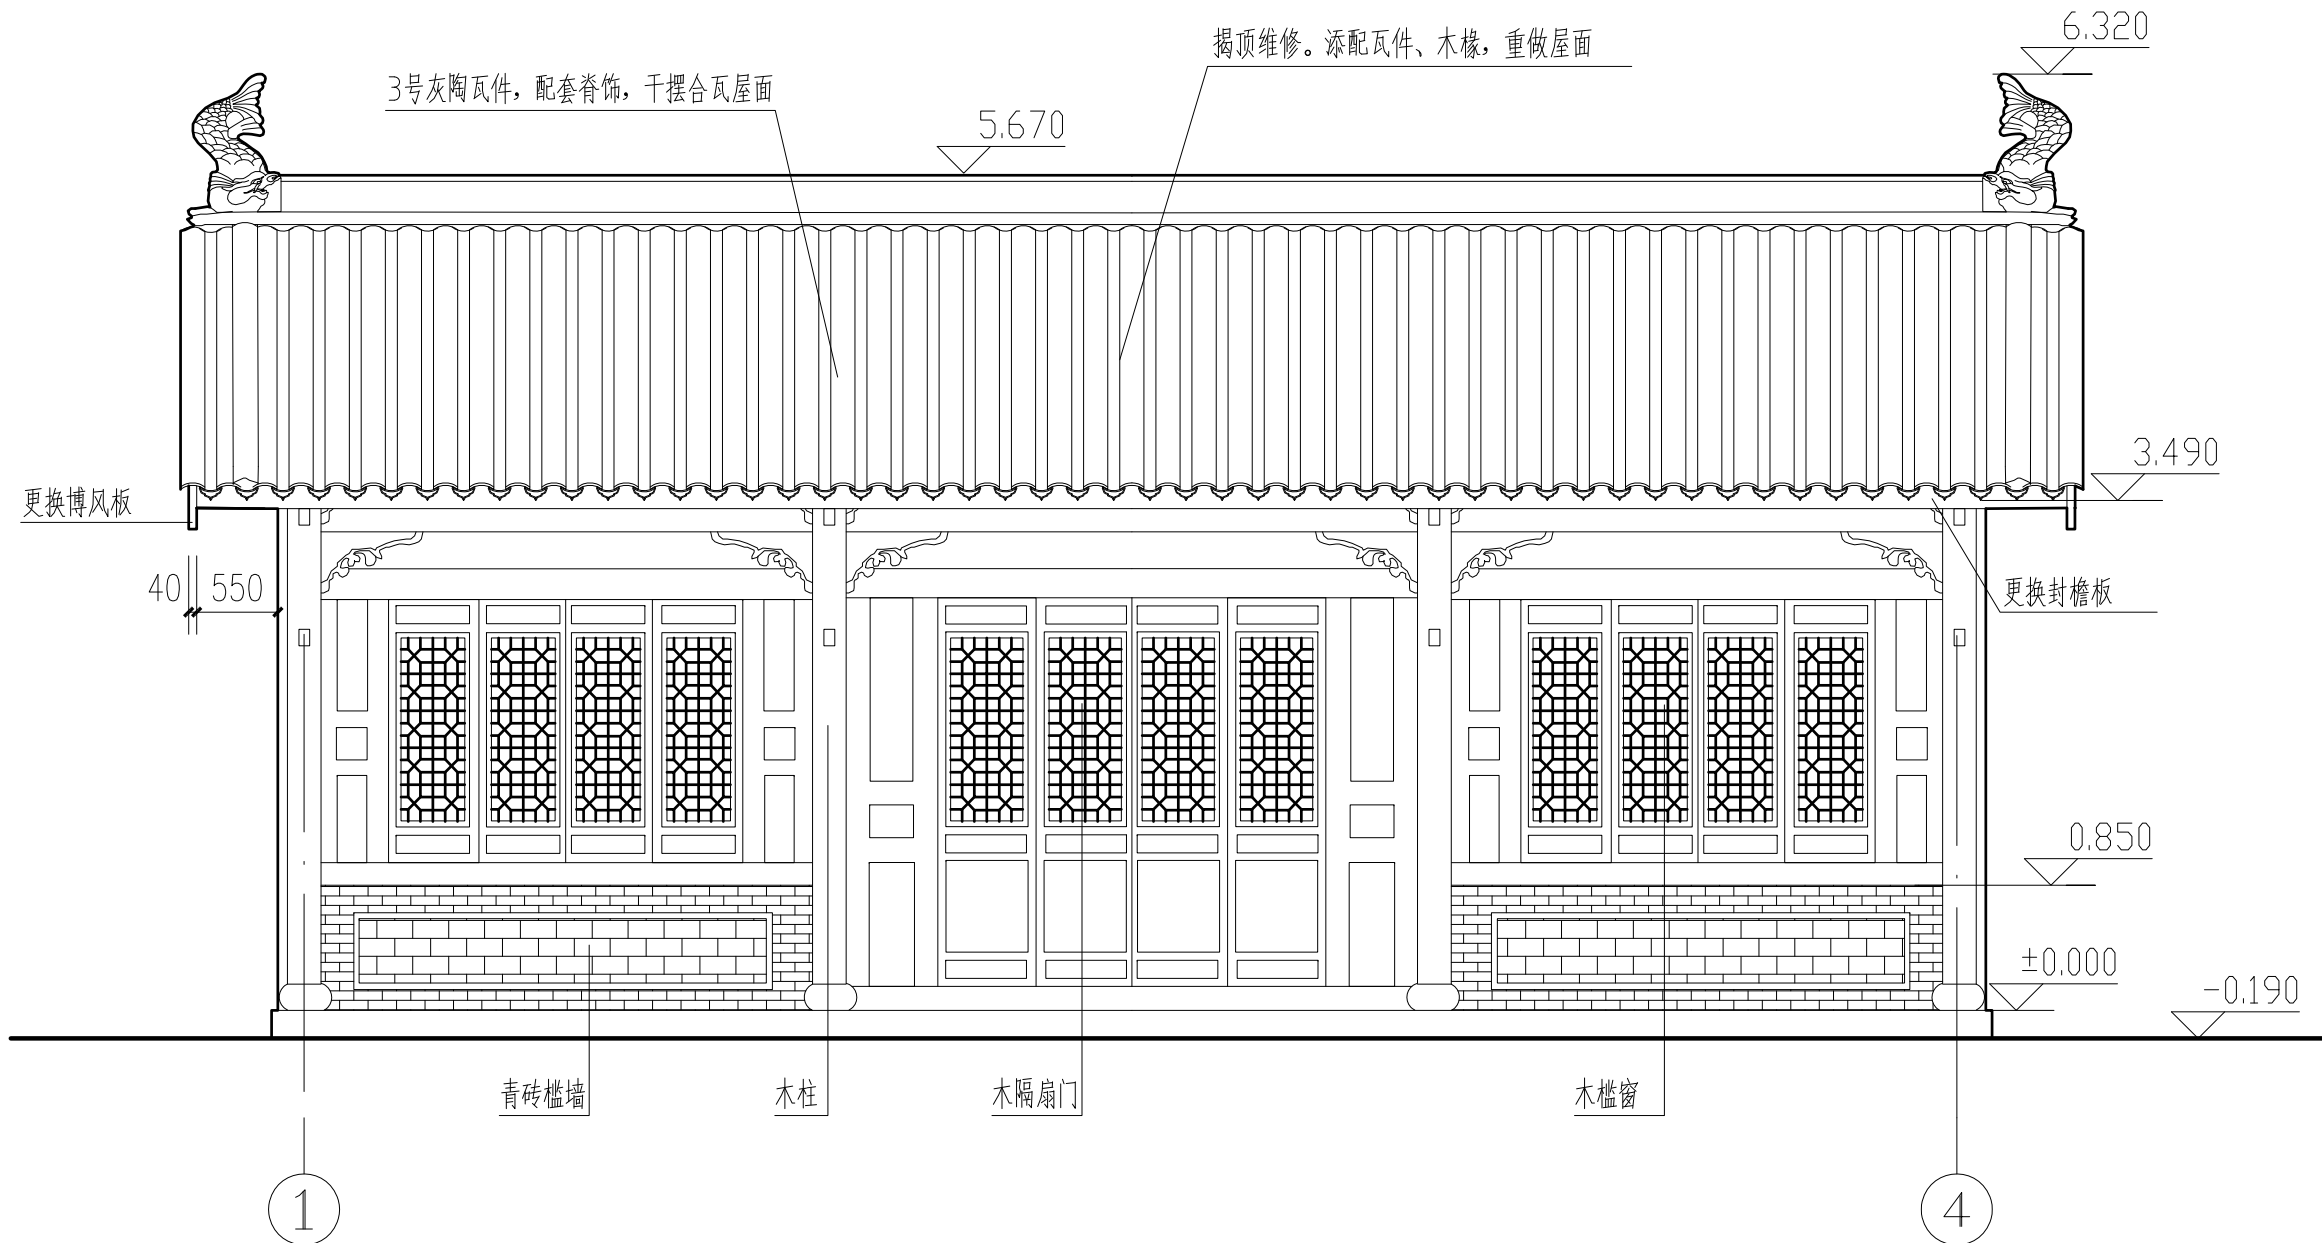 6.320
揭顶维修。添配瓦件、木椽，重做屋面
3号灰陶瓦件，配套脊饰，干摆合瓦屋面
5.670
3.490
更换博风板
40 550
更换封檐板
0.850
±0.000
-0.190
青砖槛墙 木柱 木隔扇门 木槛窗
1 4